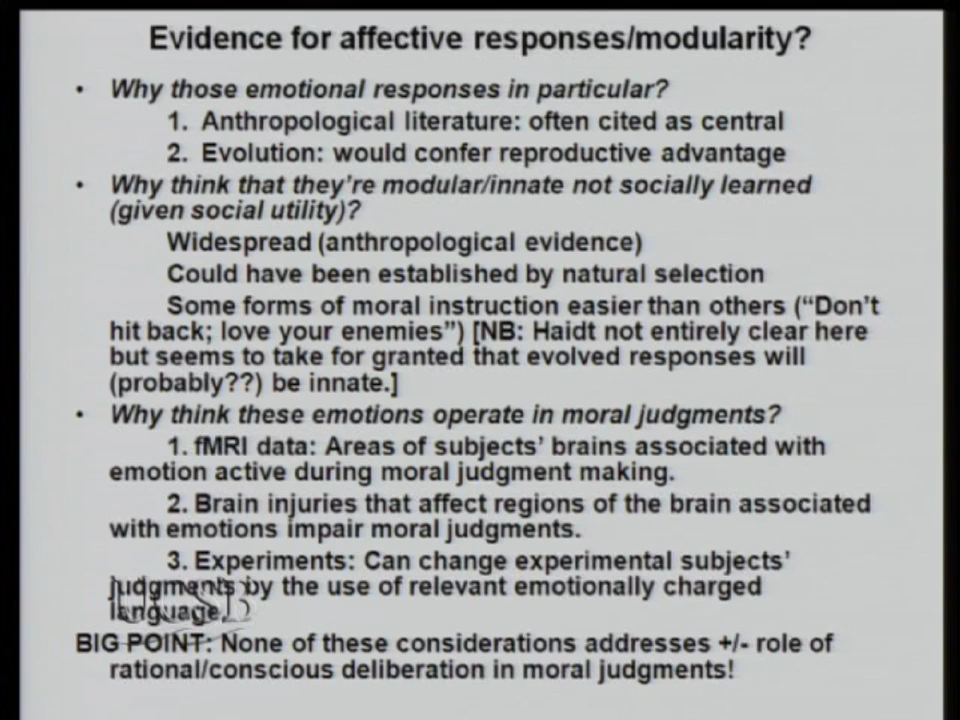 Evidence for affective responses/modularity?
• Why those emotional responses in particular?
1. Anthropological literature: often cited as central
2. Evolution: would confer reproductive advantage
• Why think that they're modular/innate not socially learned
(given social utility)?
Widespread (anthropological evidence)
Could have been established by natural selection
Some forms of moral instruction easier than others ("Don't
hit back; love your enemies") [NB: Haidt not entirely clear here
but seems to take for granted that evolved responses will
(probably??) be innate.]
• Why think these emotions operate in moral judgments?
1. fMRI data: Areas of subjects' brains associated with
emotion active during moral judgment making.
2. Brain injuries that affect regions of the brain associated
with emotions impair moral judgments.
3. Experiments: Can change experimental subjects'
judgments by the use of relevant emotionally charged
language.
UCSD
BIG POINT: None of these considerations addresses +/- role of
rational/conscious deliberation in moral judgments!